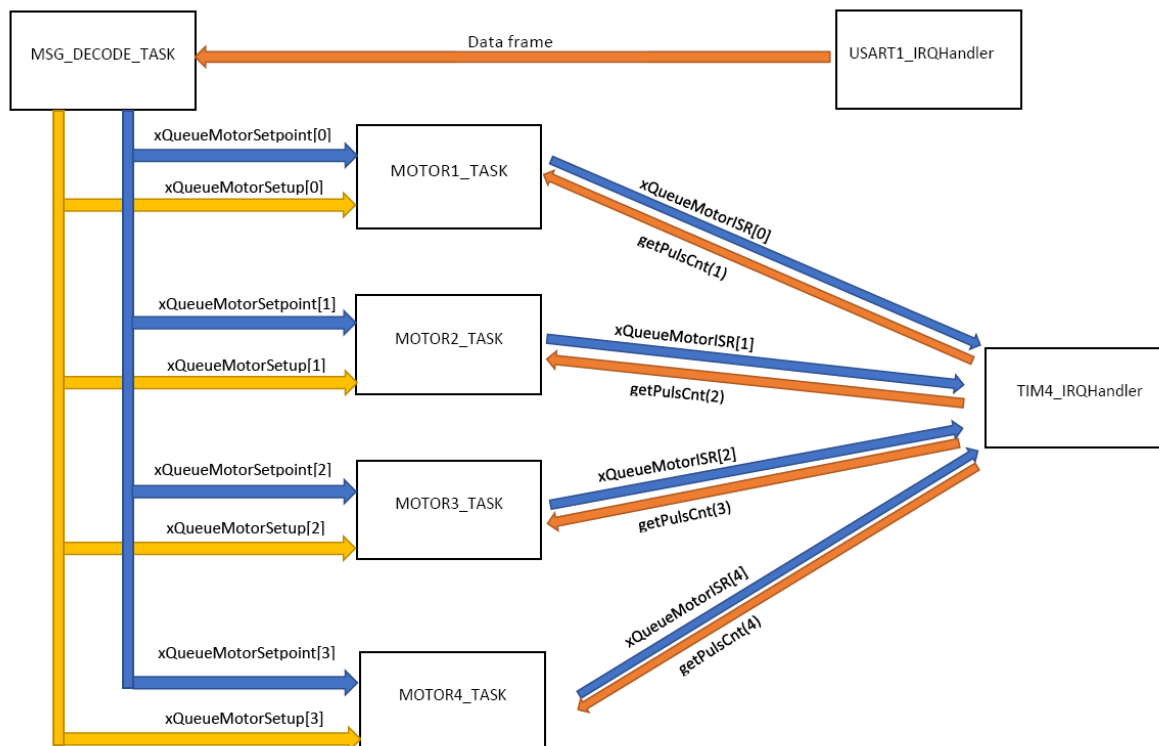 Data frame
MSG_DECODE_TASK
USART1_IRQHandler
xQueueMotorSetpoint[0]
MOTOR1_TASK
xQueueMotorSetup[0]
xQueueMotorISR[0]
getPulsCnt(1)
xQueueMotorSetpoint[1]
MOTOR2_TASK
xQueueMotorISR[1]
xQueueMotorSetup[1]
getPulsCnt(2)
TIM4_IRQHandler
xQueueMotorSetpoint[2]
MOTOR3_TASK
xQueueMotorISR[2]
xQueueMotorSetup[2]
getPulsCnt(3)
xQueueMotorISR[4]
getPulsCnt(4)
xQueueMotorSetpoint[3]
MOTOR4_TASK
xQueueMotorSetup[3]